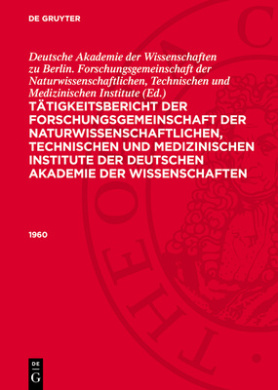 DE GRUYTER
Deutsche Akademie der Wissenschaften
zu Berlin. Forschungsgemeinschaft der
Naturwissenschaftlichen, Technischen und
Medizinischen Institute (Ed.)
TÄTIGKEITSBERICHT DER
FORSCHUNGSGEMEINSCHAFT DER
NATURWISSENSCHAFTLICHEN,
TECHNISCHEN UND MEDIZINISCHEN
INSTITUTE DER DEUTSCHEN
AKADEMIE DER WISSENSCHAFTEN
1960
DE
G